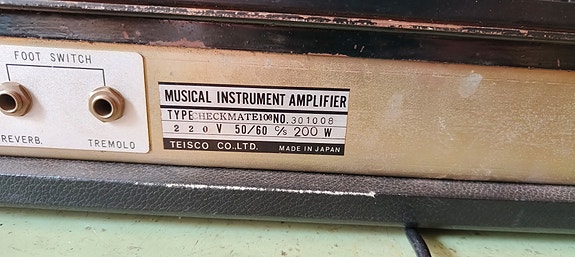 FOOT SWITCH
REVERB.
TREMOLO
MUSICAL INSTRUMENT AMPLIFIER
TYPE CHECKMATE100 NO. 301008
220 V 50/60 c/s 200 W
TEISCO CO.,LTD. MADE IN JAPAN